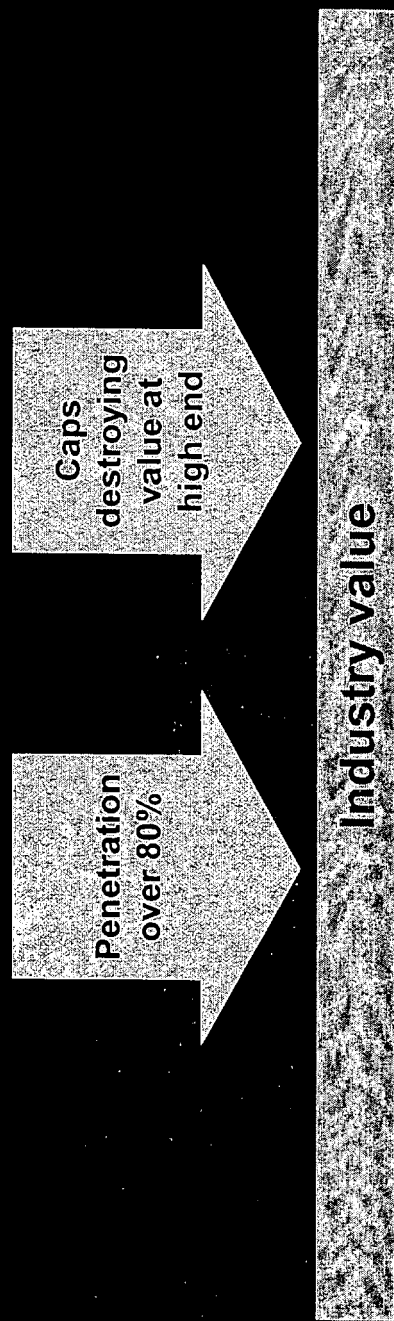 Penetration
over 80%
Caps
destroying
value at
high end
Industry value